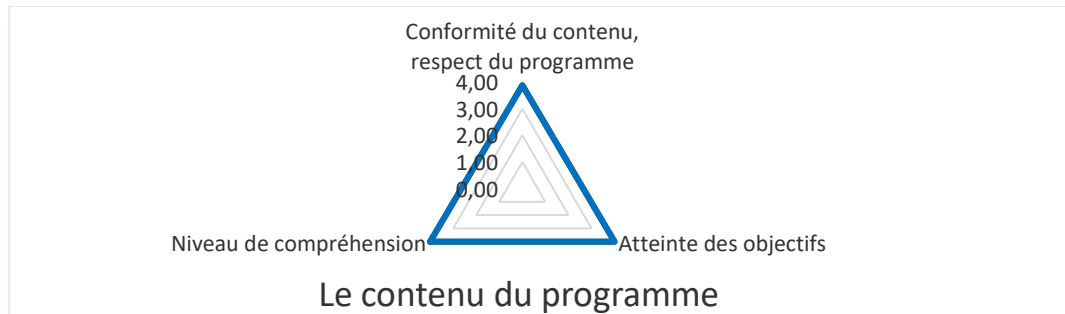 Conformité du contenu,
respect du programme
4,00
3,00
2,00
1,00
0,00
Niveau de compréhension
Atteinte des objectifs
Le contenu du programme